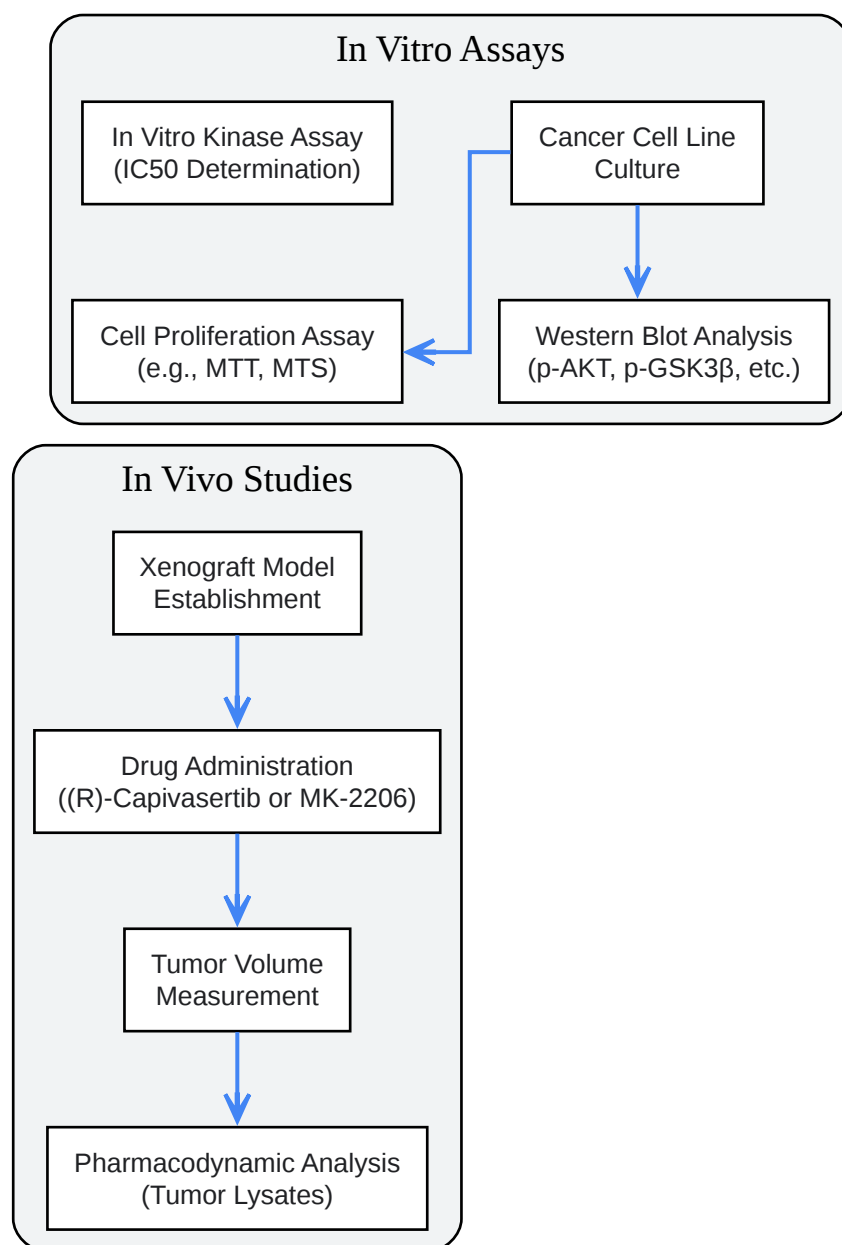 In Vitro Assays
In Vitro Kinase Assay
(IC50 Determination)
Cancer Cell Line
Culture
Cell Proliferation Assay
(e.g., MTT, MTS)
Western Blot Analysis
(p-AKT, p-GSK3β, etc.)
In Vivo Studies
Xenograft Model
Establishment
Drug Administration
((R)-Capivasertib or MK-2206)
Tumor Volume
Measurement
Pharmacodynamic Analysis
(Tumor Lysates)